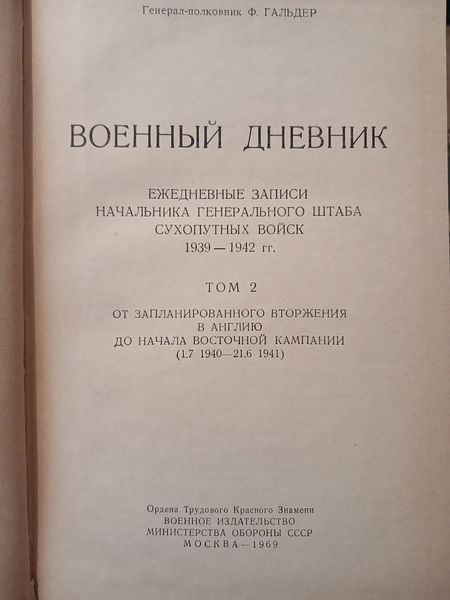 Генерал-полковник Ф. ГАЛЬДЕР
ВОЕННЫЙ ДНЕВНИК
ЕЖЕДНЕВНЫЕ ЗАПИСИ
НАЧАЛЬНИКА ГЕНЕРАЛЬНОГО ШТАБА
СУХОПУТНЫХ ВОЙСК
1939—1942 гг.
ТОМ 2
ОТ ЗАПЛАНИРОВАННОГО ВТОРЖЕНИЯ
В АНГЛИЮ
ДО НАЧАЛА ВОСТОЧНОЙ КАМПАНИИ
(1.7 1940—21.6 1941)
Ордена Трудового Красного Знамени
ВОЕННОЕ ИЗДАТЕЛЬСТВО
МИНИСТЕРСТВА ОБОРОНЫ СССР
МОСКВА—1969